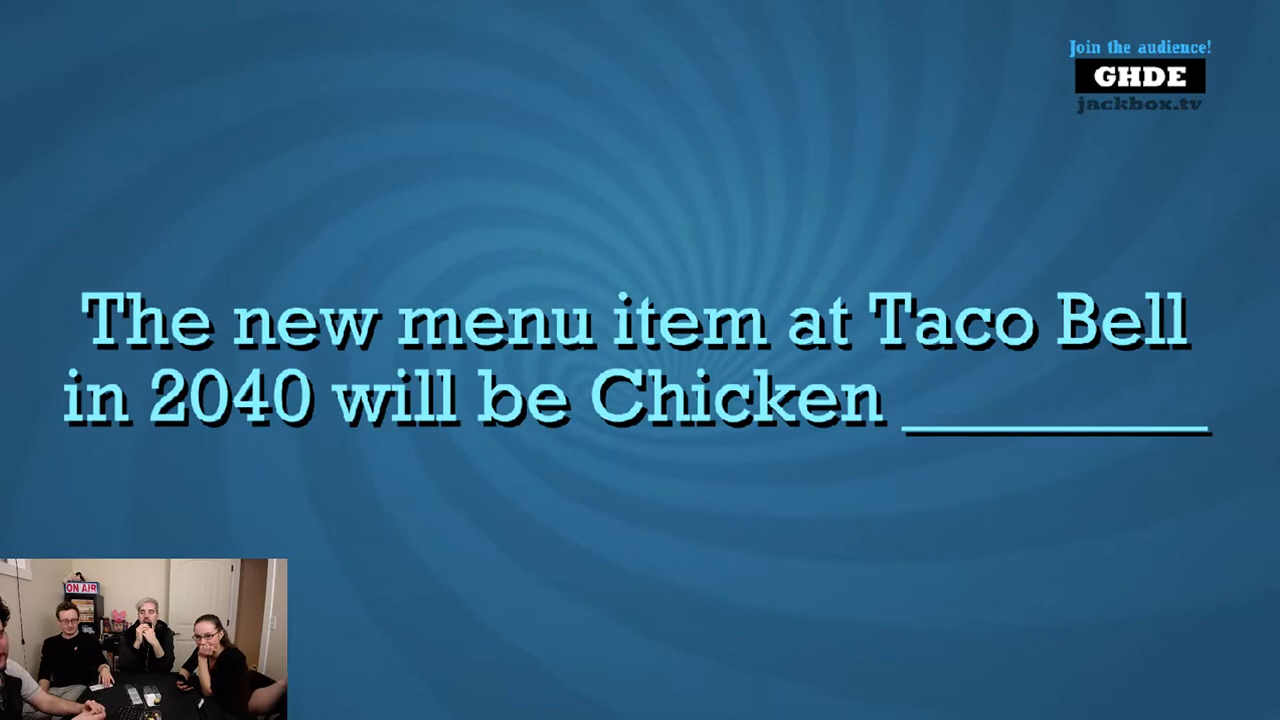 Join the audience!
GHDE
jackbox.tv
The new menu item at Taco Bell
in 2040 will be Chicken __________
ON AIR